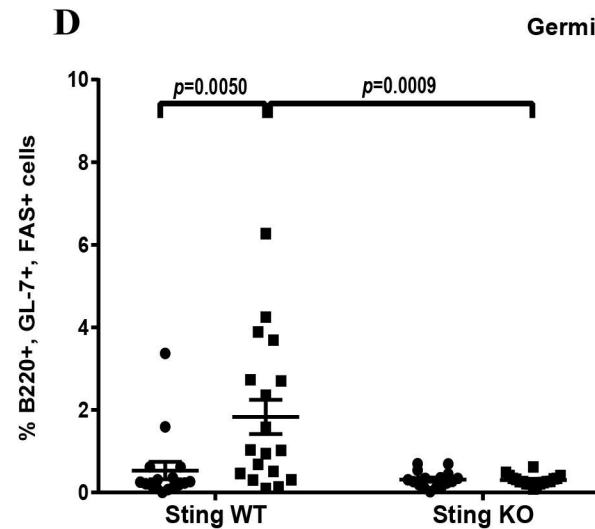 D
Germi
p=0.0050
p=0.0009
10
8
6
4
2
0
% B220+, GL-7+, FAS+ cells
Sting WT
Sting KO